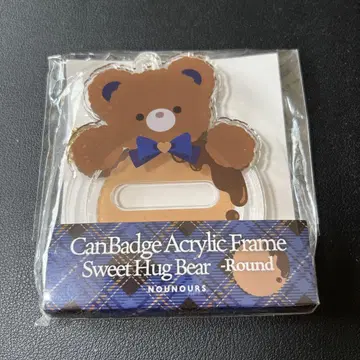 CanBadge Acrylic Frame
Sweet Hug Bear -Round
NOUNOURS